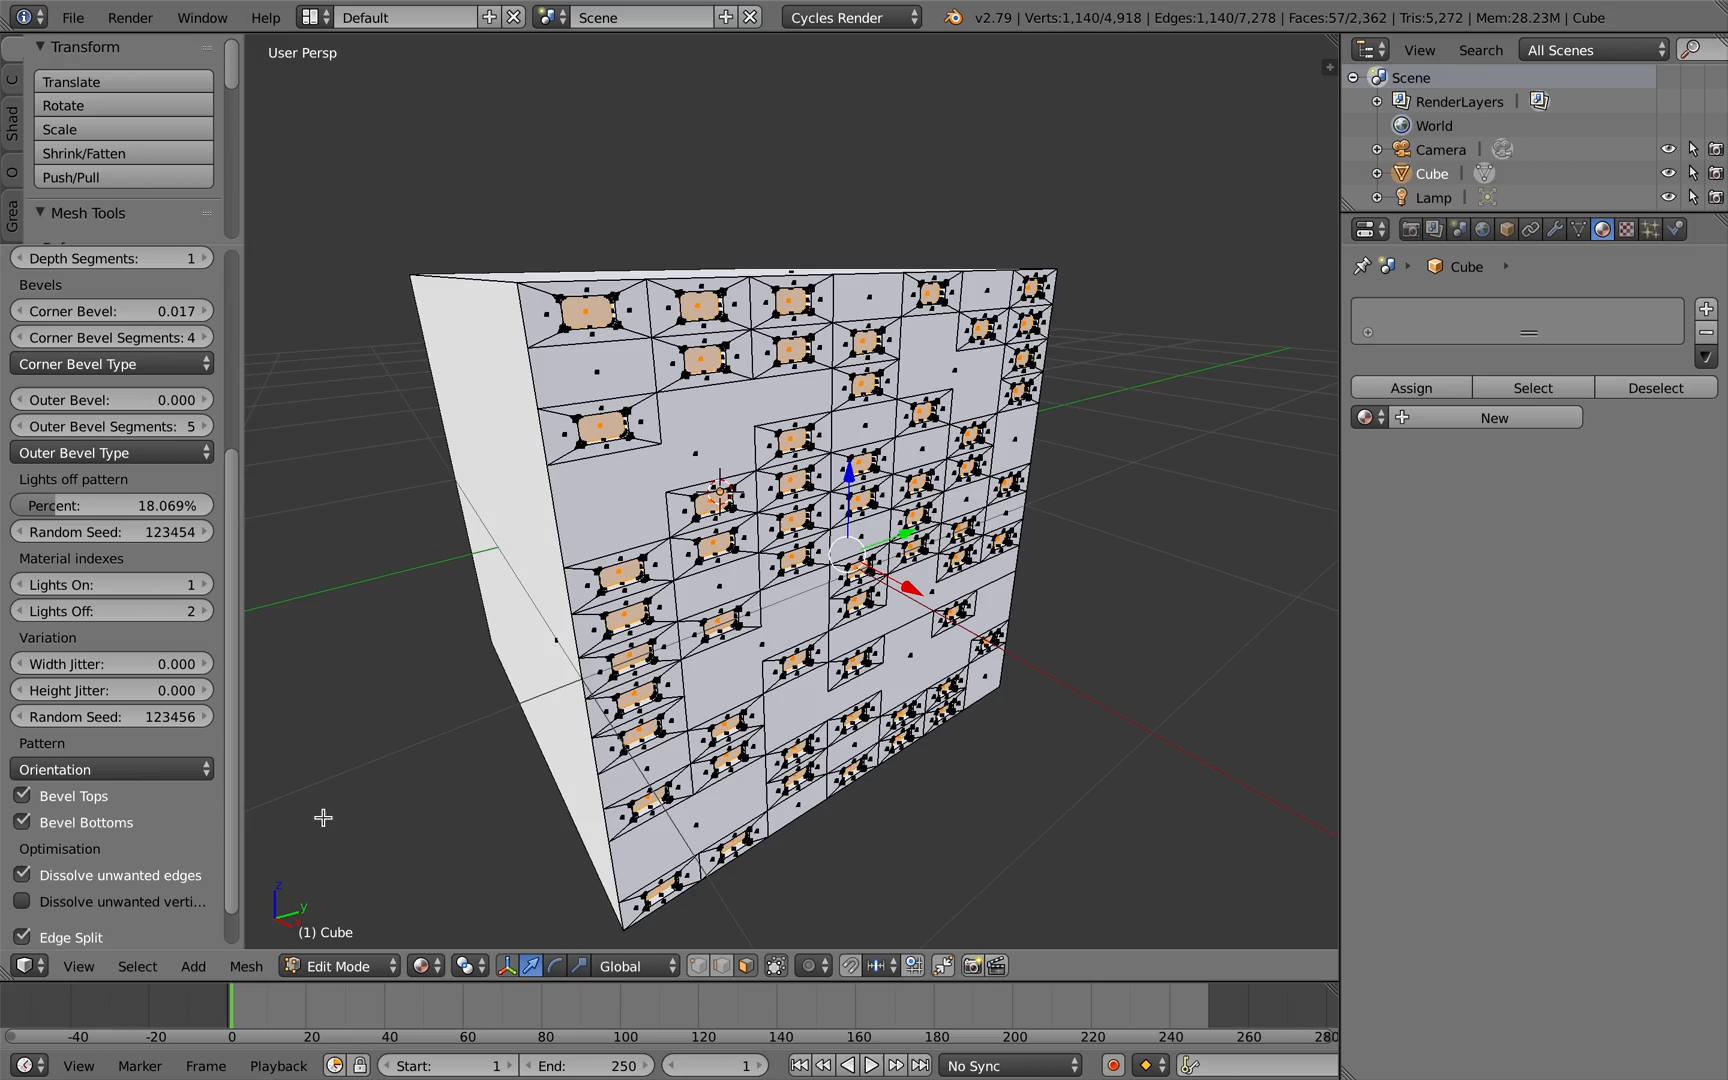 File Render Window Help Default Scene Cycles Render v2.79 | Verts:1,140/4,918 | Edges:1,140/7,278 | Faces:57/2,362 | Tris:5,272 | Mem:28.23M | Cube
Transform
Translate
Rotate
Scale
Shrink/Fatten
Push/Pull
Mesh Tools
C
Shad
O
Grea
Depth Segments: 1
Bevels
Corner Bevel: 0.017
Corner Bevel Segments: 4
Corner Bevel Type
Outer Bevel: 0.000
Outer Bevel Segments: 5
Outer Bevel Type
Lights off pattern
Percent: 18.069%
Random Seed: 123454
Material indexes
Lights On: 1
Lights Off: 2
Variation
Width Jitter: 0.000
Height Jitter: 0.000
Random Seed: 123456
Pattern
Orientation
Bevel Tops
Bevel Bottoms
Optimisation
Dissolve unwanted edges
Dissolve unwanted verti...
Edge Split
User Persp
z
y
(1) Cube
View Select Add Mesh Edit Mode Global
-40 -20 0 20 40 60 80 100 120 140 160 180 200 220 240 260 280
View Marker Frame Playback Start: 1 End: 250 1 No Sync
View Search All Scenes
Scene
RenderLayers |
World
Camera |
Cube |
Lamp |
Cube
Assign Select Deselect
New